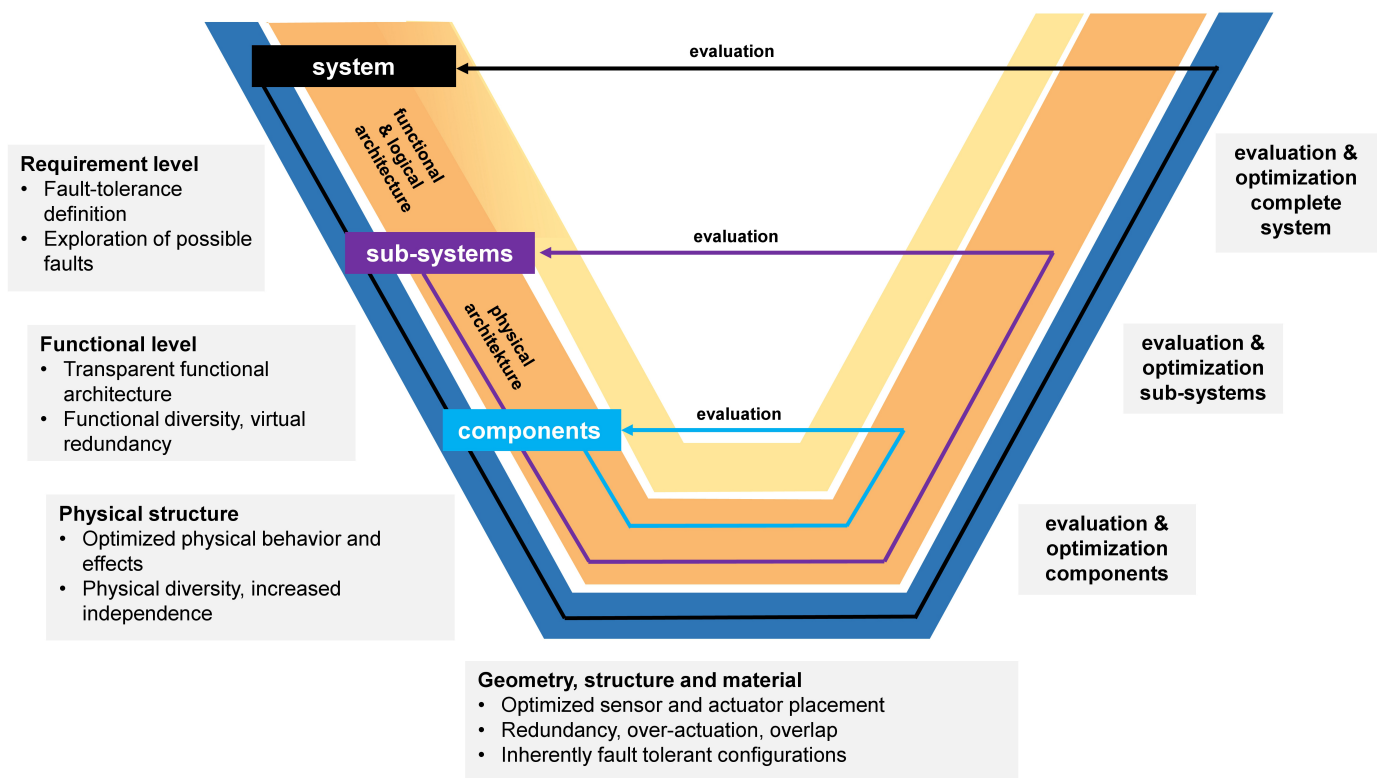 system
evaluation
functional
& logical
architecture
Requirement level
• Fault-tolerance
definition
• Exploration of possible
faults
evaluation &
optimization
complete
system
sub-systems
evaluation
physical
architekture
Functional level
• Transparent functional
architecture
• Functional diversity, virtual
redundancy
evaluation &
optimization
sub-systems
components
evaluation
Physical structure
• Optimized physical behavior and
effects
• Physical diversity, increased
independence
evaluation &
optimization
components
Geometry, structure and material
• Optimized sensor and actuator placement
• Redundancy, over-actuation, overlap
• Inherently fault tolerant configurations